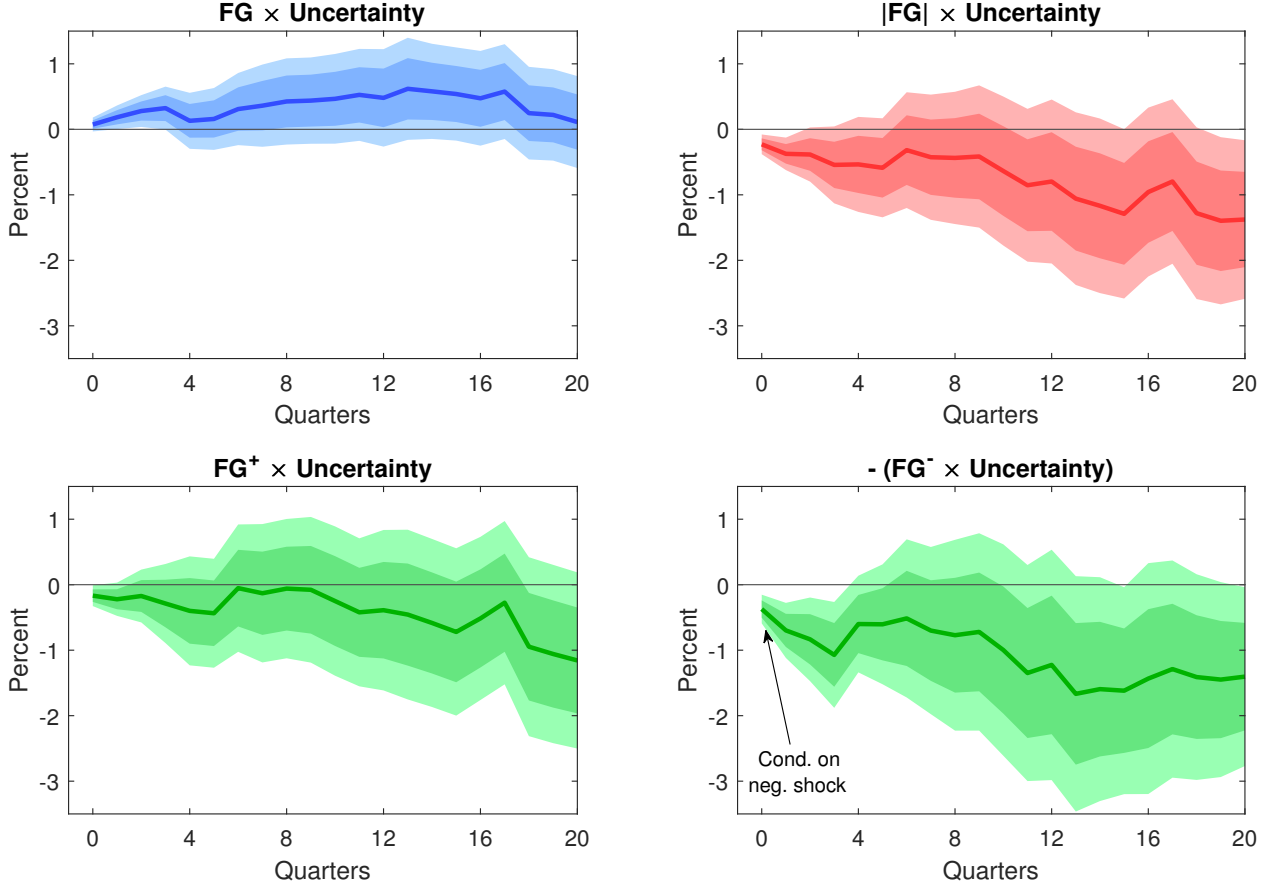 FG × Uncertainty
1
0
-1
-2
-3
Percent
0 4 8 12 16 20
Quarters
|FG| × Uncertainty
1
0
-1
-2
-3
Percent
0 4 8 12 16 20
Quarters
FG⁺ × Uncertainty
1
0
-1
-2
-3
Percent
0 4 8 12 16 20
Quarters
- (FG⁻ × Uncertainty)
1
0
-1
-2
-3
Percent
Cond. on
neg. shock
0 4 8 12 16 20
Quarters